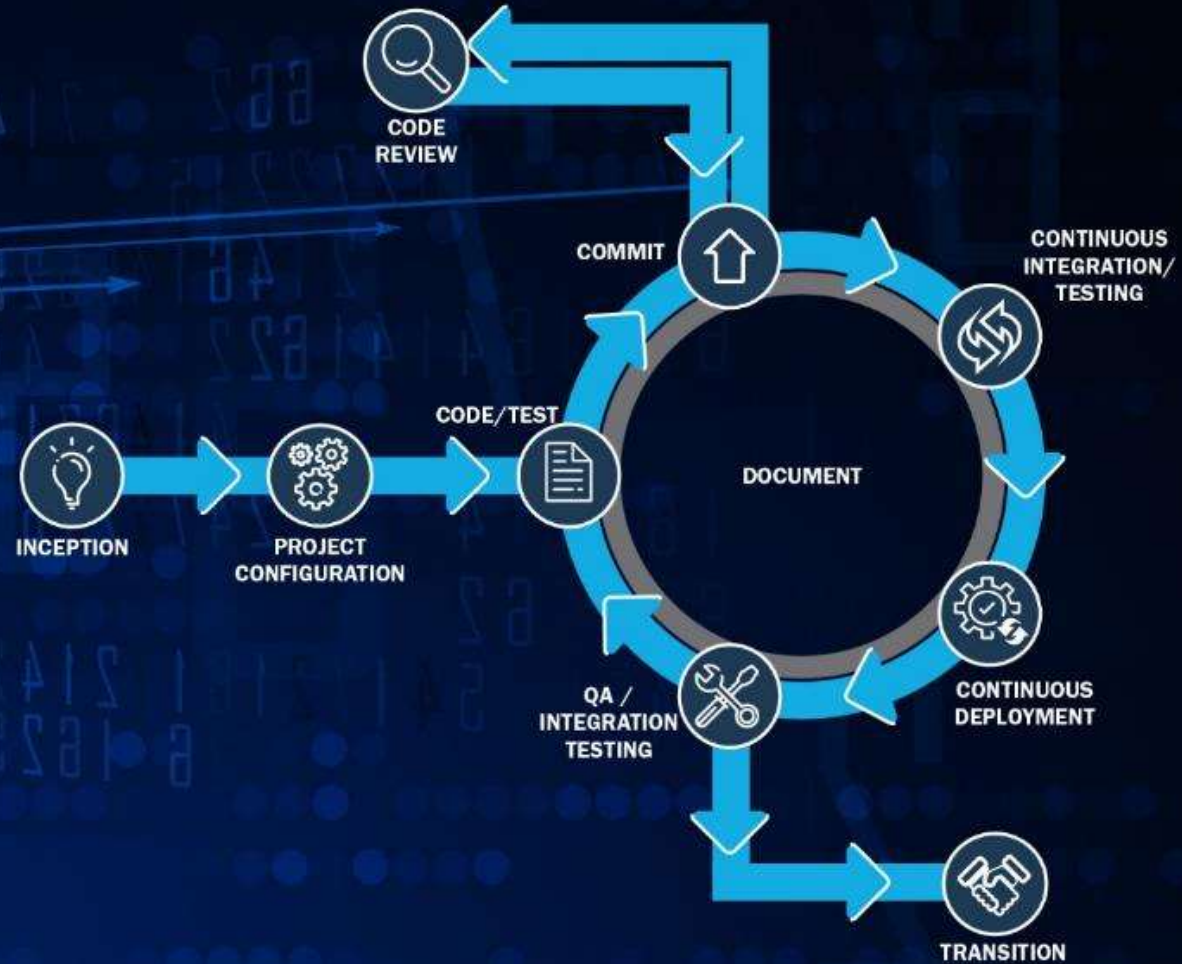 CODE
REVIEW
COMMIT
CONTINUOUS
INTEGRATION/
TESTING
CODE/TEST
DOCUMENT
INCEPTION
PROJECT
CONFIGURATION
QA /
INTEGRATION
TESTING
CONTINUOUS
DEPLOYMENT
TRANSITION